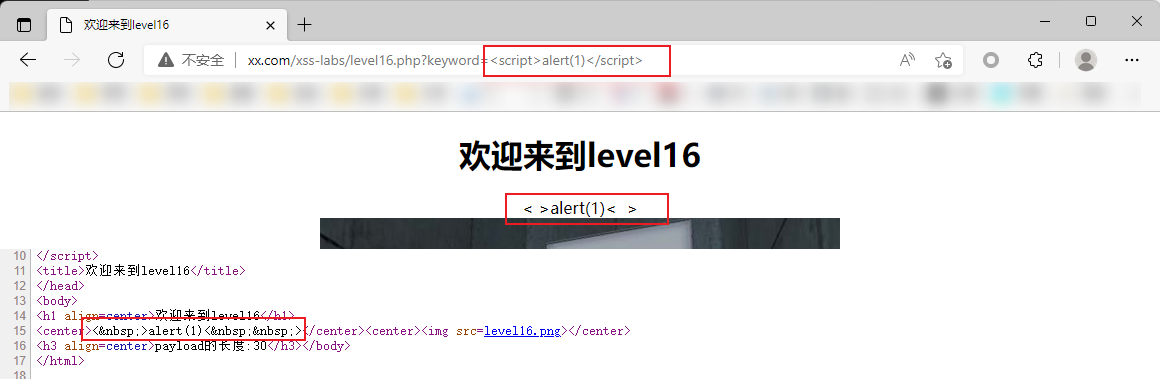 欢迎来到level16
不安全 xx.com/xss-labs/level16.php?keyword=<script>alert(1)</script>
欢迎来到level16
< >alert(1)<  >
10 </script>
11 <title>欢迎来到level16</title>
12 </head>
13 <body>
14 <h1 align=center>欢迎来到level16</h1>
15 <center><&nbsp;>alert(1)<&nbsp;&nbsp;></center><center><img src=level16.png></center>
16 <h3 align=center>payload的长度:30</h3></body>
17 </html>
18